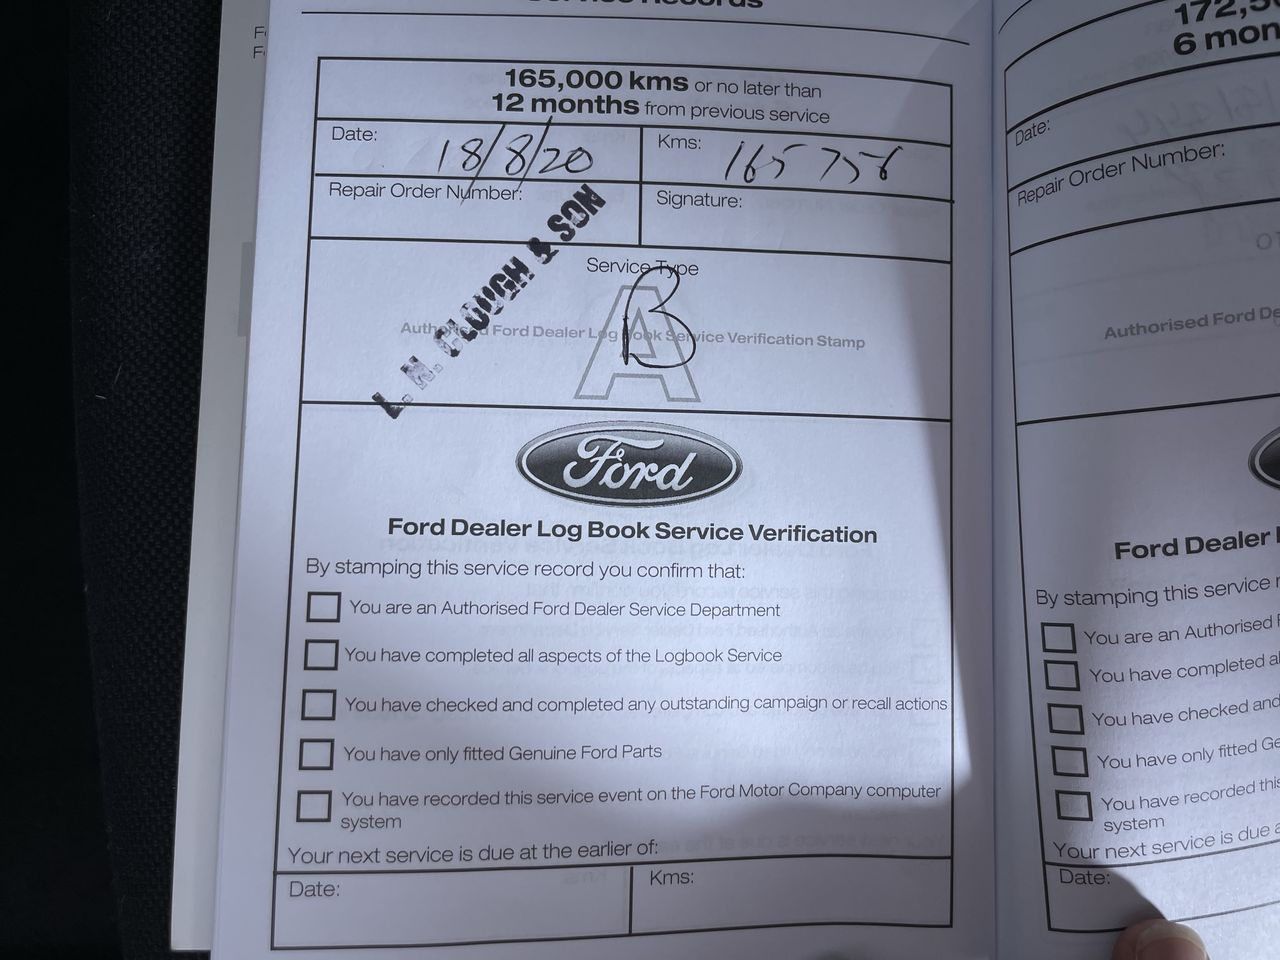 165,000 kms or no later than
12 months from previous service
Date: 18/8/20 Kms: 165 756
Repair Order Number: Signature:
L. N. CLOUGH & SON
Service Type
A B
Authorised Ford Dealer Log Book Service Verification Stamp
Ford
Ford Dealer Log Book Service Verification
By stamping this service record you confirm that:
You are an Authorised Ford Dealer Service Department
You have completed all aspects of the Logbook Service
You have checked and completed any outstanding campaign or recall actions
You have only fitted Genuine Ford Parts
You have recorded this service event on the Ford Motor Company computer
system
Your next service is due at the earlier of:
Date: Kms:
172,5
6 mon
Date:
Repair Order Number:
Authorised Ford De
Ford Dealer
By stamping this service
You are an Authorised
You have completed
You have checked and
You have only fitted Ge
You have recorded this
system
Your next service is due
Date: